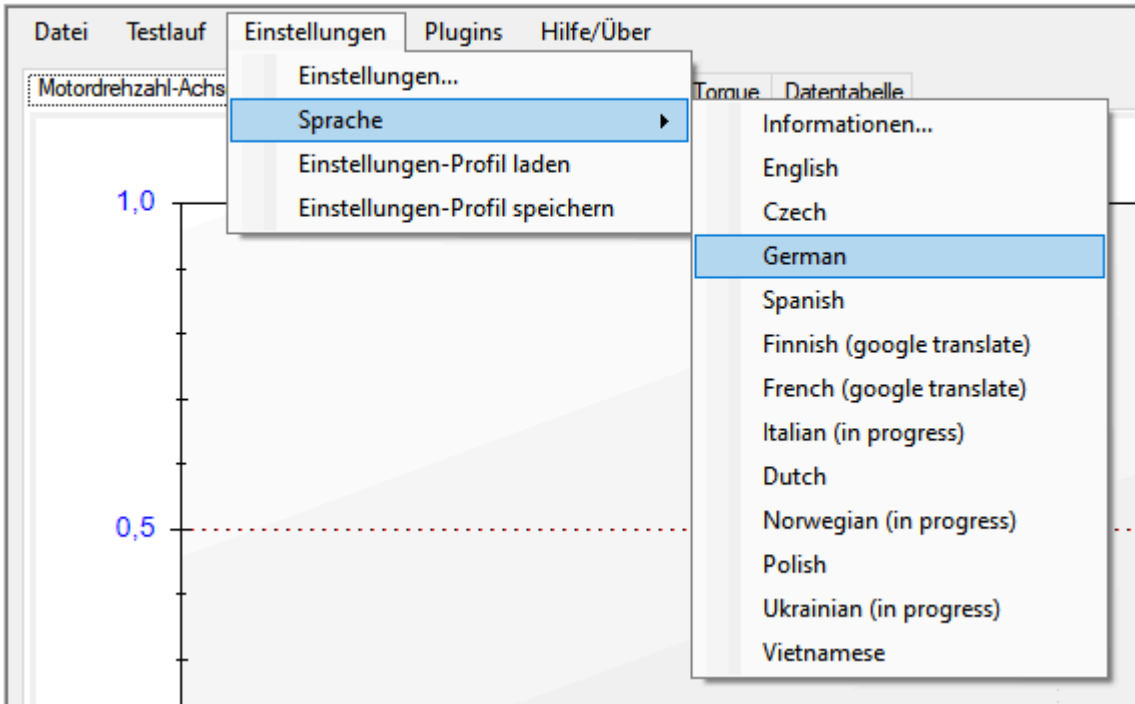 Datei Testlauf Einstellungen Plugins Hilfe/Über
Einstellungen...
Motordrehzahl-Achs Torque Datentabelle
Sprache
Informationen...
Einstellungen-Profil laden
English
1,0
Einstellungen-Profil speichern
Czech
German
Spanish
Finnish (google translate)
French (google translate)
Italian (in progress)
Dutch
0,5
Norwegian (in progress)
Polish
Ukrainian (in progress)
Vietnamese